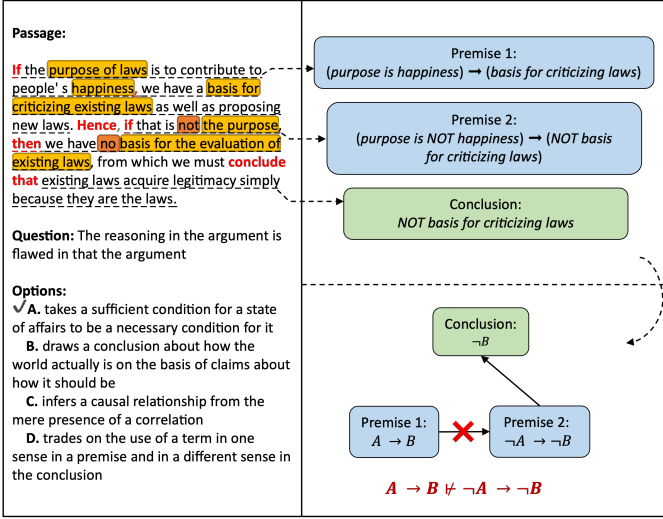 Passage:
If the purpose of laws is to contribute to
people' s happiness, we have a basis for
criticizing existing laws as well as proposing
new laws. Hence, if that is not the purpose,
then we have no basis for the evaluation of
existing laws, from which we must conclude
that existing laws acquire legitimacy simply
because they are the laws.
Question: The reasoning in the argument is
flawed in that the argument
Options:
✓A. takes a sufficient condition for a state
of affairs to be a necessary condition for it
B. draws a conclusion about how the
world actually is on the basis of claims about
how it should be
C. infers a causal relationship from the
mere presence of a correlation
D. trades on the use of a term in one
sense in a premise and in a different sense in
the conclusion
Premise 1:
(purpose is happiness) → (basis for criticizing laws)
Premise 2:
(purpose is NOT happiness) → (NOT basis
for criticizing laws)
Conclusion:
NOT basis for criticizing laws
Conclusion:
¬B
Premise 1:
A → B
Premise 2:
¬A → ¬B
A → B ⊬ ¬A → ¬B